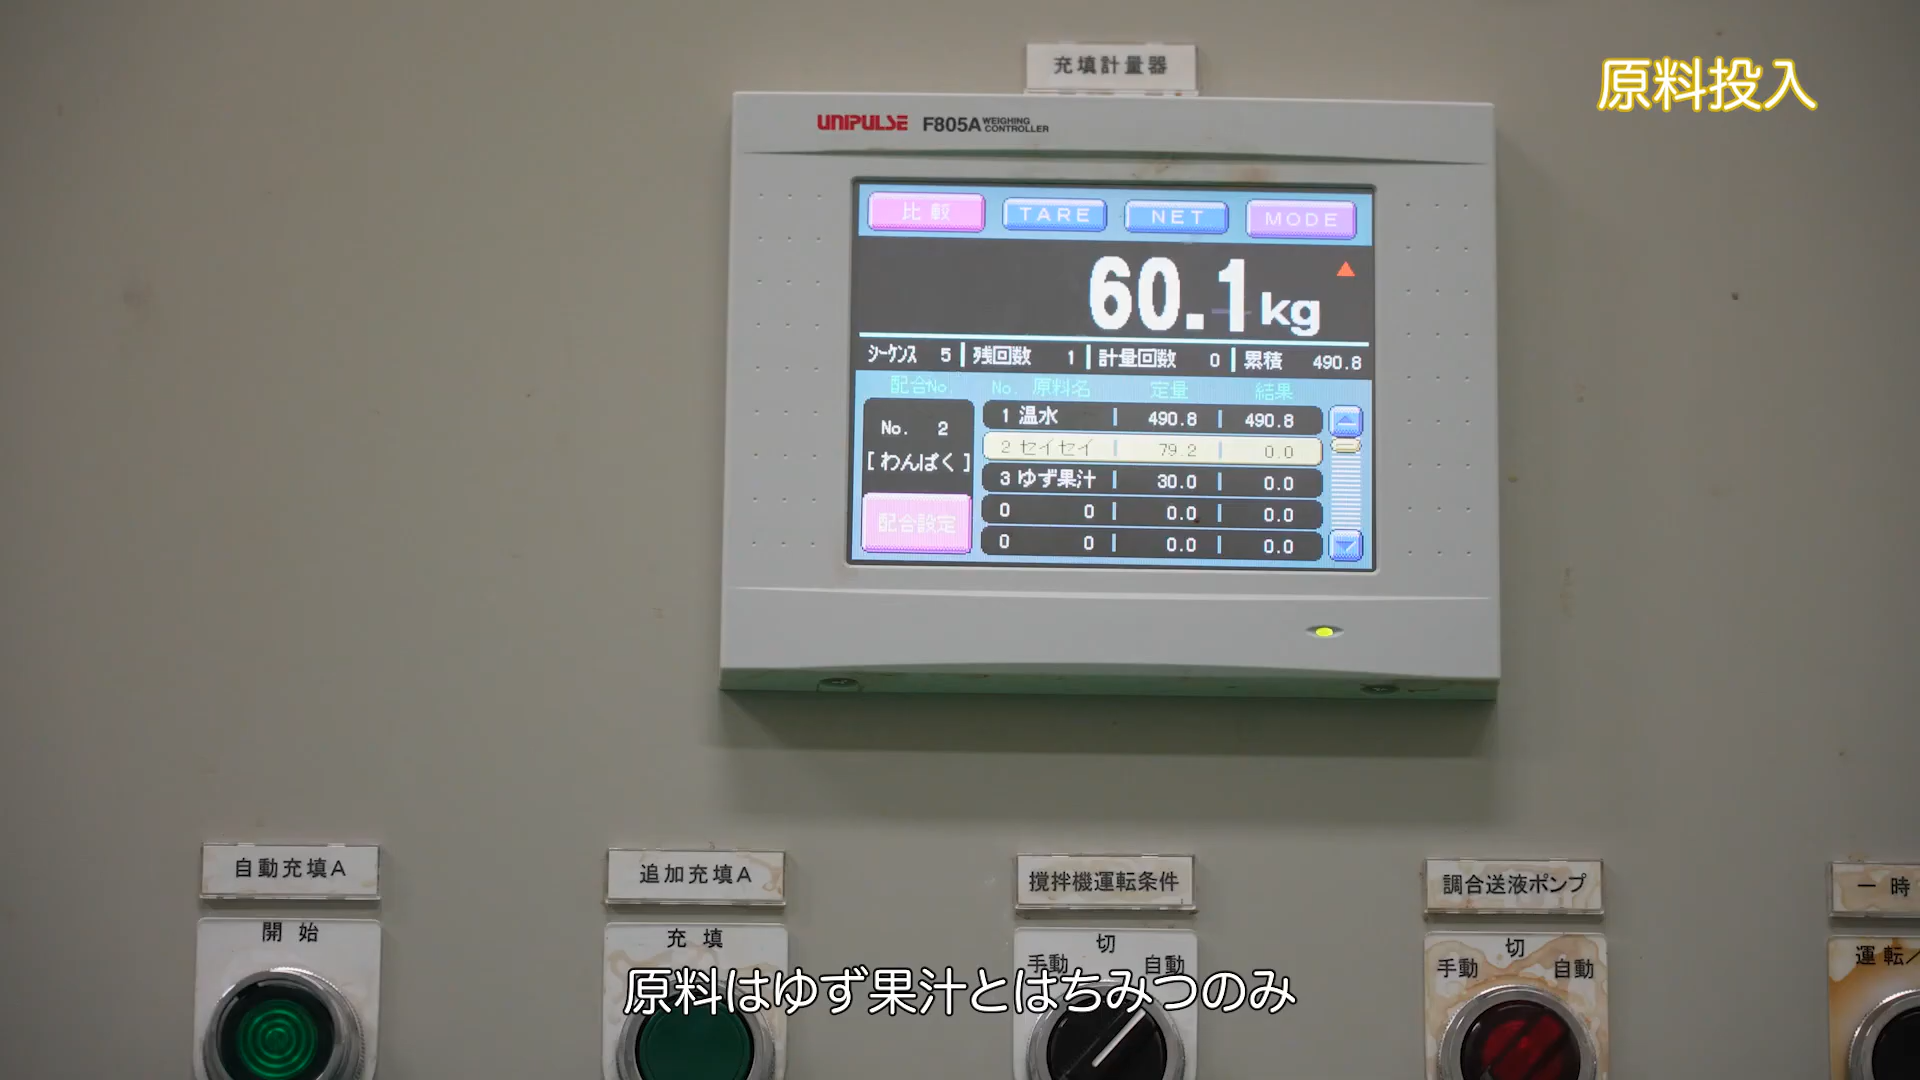 原料投入
充填計量器
UNIPULSE F805A WEIGHING CONTROLLER
比較 TARE NET MODE
60.1kg
シーケンス 5 残回数 1 計量回数 0 累積 490.8
配合No. No. 原料名 定量 結果
No. 2
[わんぱく]
配合設定
1 温水 490.8 490.8
2 セイセイ 79.2 0.0
3 ゆず果汁 30.0 0.0
0 0 0.0 0.0
0 0 0.0 0.0
自動充填A
追加充填A
撹拌機運転条件
調合送液ポンプ
一時
開始
充填
切
手動 自動
切
手動 自動
運転/
原料はゆず果汁とはちみつのみ